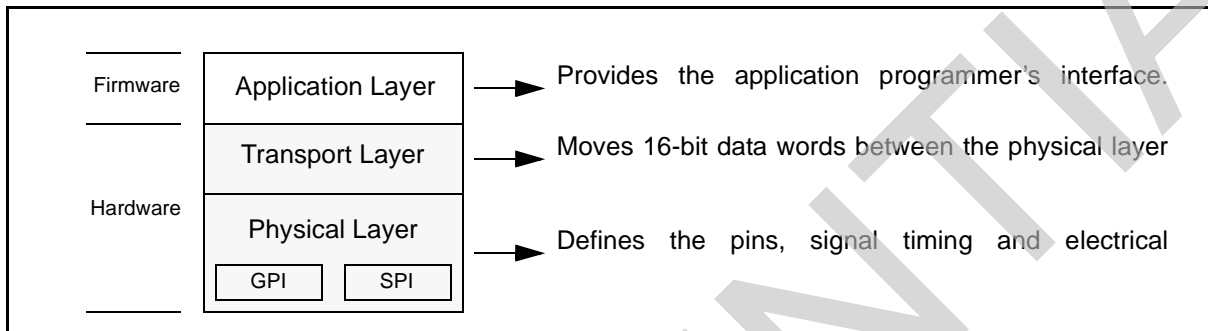 Firmware
Application Layer
Provides the application programmer's interface.
Transport Layer
Moves 16-bit data words between the physical layer
Hardware
Physical Layer
Defines the pins, signal timing and electrical
GPI
SPI